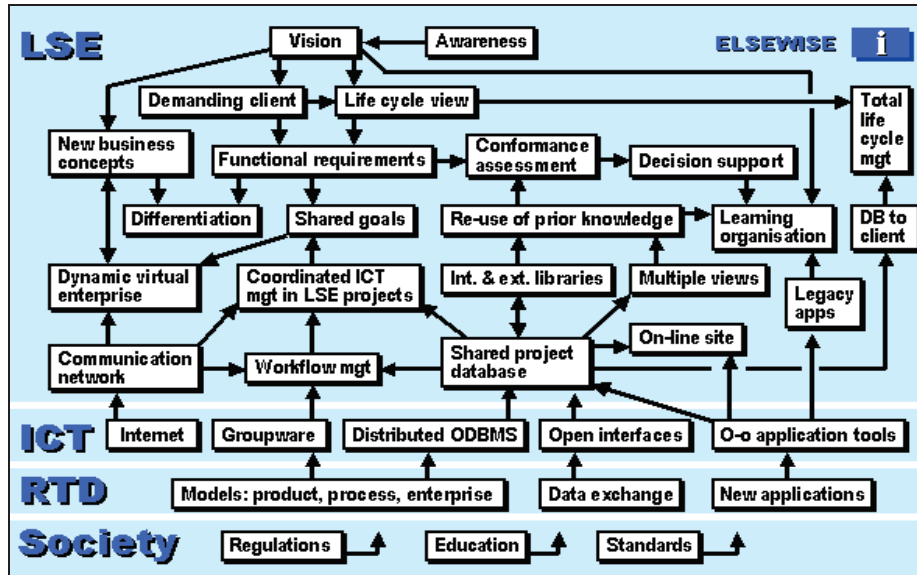 LSE
Vision
Awareness
ELSEWISE
i
Demanding client
Life cycle view
Total
life
cycle
mgt
New business
concepts
Functional requirements
Conformance
assessment
Decision support
Differentiation
Shared goals
Re-use of prior knowledge
Learning
organisation
DB to
client
Dynamic virtual
enterprise
Coordinated ICT
mgt in LSE projects
Int. & ext. libraries
Multiple views
Legacy
apps
Communication
network
Workflow mgt
Shared project
database
On-line site
ICT
Internet
Groupware
Distributed ODBMS
Open interfaces
O-o application tools
RTD
Models: product, process, enterprise
Data exchange
New applications
Society
Regulations
Education
Standards